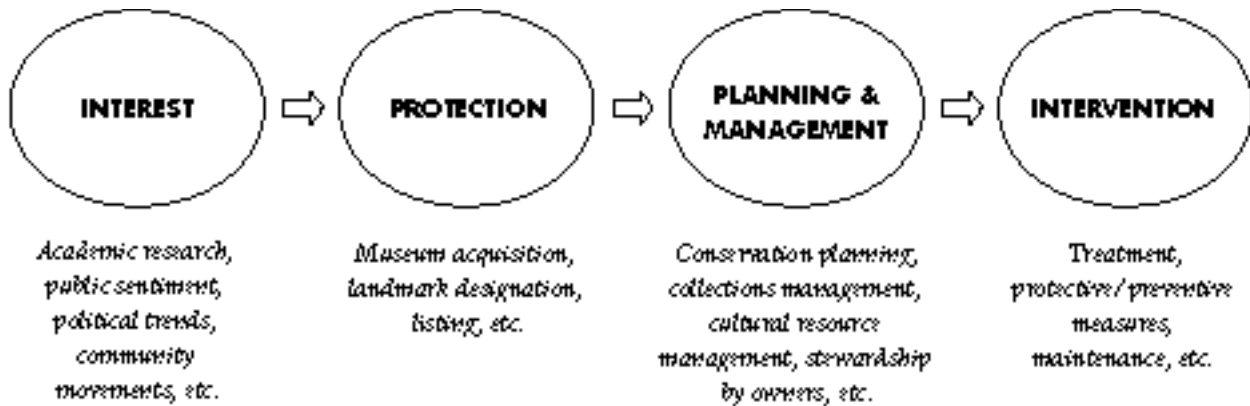 INTEREST
Academic research,
public sentiment,
political trends,
community
movements, etc.
PROTECTION
Museum acquisition,
landmark designation,
listing, etc.
PLANNING &
MANAGEMENT
Conservation planning,
collections management,
cultural resource
management, stewardship
by owners, etc.
INTERVENTION
Treatment,
protective/preventive
measures,
maintenance, etc.